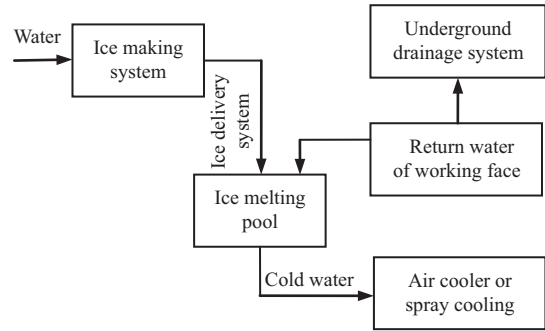 Water
Ice making
system
Underground
drainage system
Ice delivery
system
Return water
of working face
Ice melting
pool
Cold water
Air cooler or
spray cooling